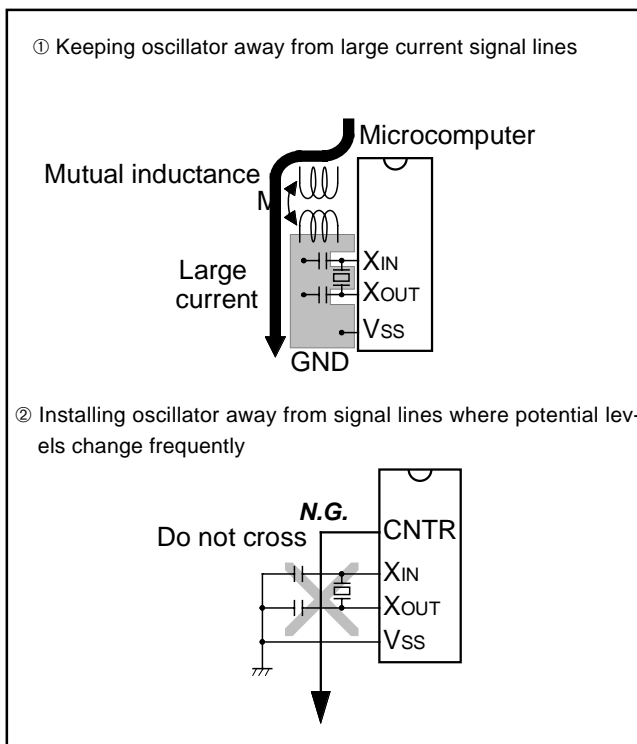 ① Keeping oscillator away from large current signal lines
Microcomputer
Mutual inductance
M
Large
current
XIN
XOUT
VSS
GND
② Installing oscillator away from signal lines where potential lev-
els change frequently
N.G.
Do not cross
CNTR
XIN
XOUT
VSS